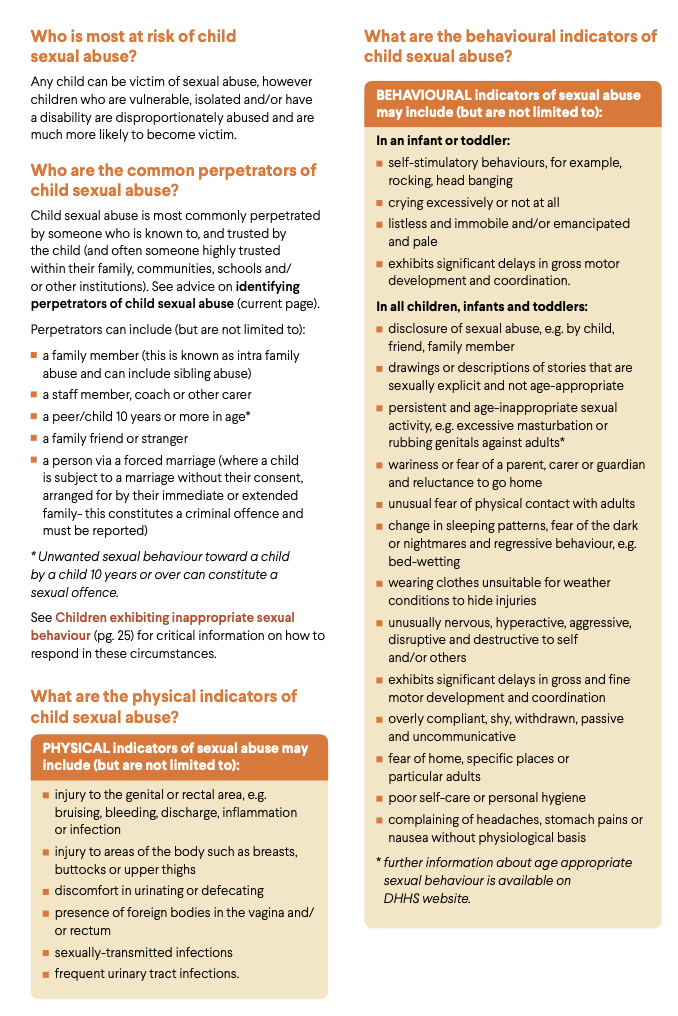 Who is most at risk of child
sexual abuse?
Any child can be victim of sexual abuse, however
children who are vulnerable, isolated and/or have
a disability are disproportionately abused and are
much more likely to become victim.
Who are the common perpetrators of
child sexual abuse?
Child sexual abuse is most commonly perpetrated
by someone who is known to, and trusted by
the child (and often someone highly trusted
within their family, communities, schools and/
or other institutions). See advice on identifying
perpetrators of child sexual abuse (current page).
Perpetrators can include (but are not limited to):
■ a family member (this is known as intra family
abuse and can include sibling abuse)
■ a staff member, coach or other carer
■ a peer/child 10 years or more in age*
■ a family friend or stranger
■ a person via a forced marriage (where a child
is subject to a marriage without their consent,
arranged for by their immediate or extended
family- this constitutes a criminal offence and
must be reported)
* Unwanted sexual behaviour toward a child
by a child 10 years or over can constitute a
sexual offence.
See Children exhibiting inappropriate sexual
behaviour (pg. 25) for critical information on how to
respond in these circumstances.
What are the physical indicators of
child sexual abuse?
PHYSICAL indicators of sexual abuse may
include (but are not limited to):
■ injury to the genital or rectal area, e.g.
bruising, bleeding, discharge, inflammation
or infection
■ injury to areas of the body such as breasts,
buttocks or upper thighs
■ discomfort in urinating or defecating
■ presence of foreign bodies in the vagina and/
or rectum
■ sexually-transmitted infections
■ frequent urinary tract infections.
What are the behavioural indicators of
child sexual abuse?
BEHAVIOURAL indicators of sexual abuse
may include (but are not limited to):
In an infant or toddler:
■ self-stimulatory behaviours, for example,
rocking, head banging
■ crying excessively or not at all
■ listless and immobile and/or emancipated
and pale
■ exhibits significant delays in gross motor
development and coordination.
In all children, infants and toddlers:
■ disclosure of sexual abuse, e.g. by child,
friend, family member
■ drawings or descriptions of stories that are
sexually explicit and not age-appropriate
■ persistent and age-inappropriate sexual
activity, e.g. excessive masturbation or
rubbing genitals against adults*
■ wariness or fear of a parent, carer or guardian
and reluctance to go home
■ unusual fear of physical contact with adults
■ change in sleeping patterns, fear of the dark
or nightmares and regressive behaviour, e.g.
bed-wetting
■ wearing clothes unsuitable for weather
conditions to hide injuries
■ unusually nervous, hyperactive, aggressive,
disruptive and destructive to self
and/or others
■ exhibits significant delays in gross and fine
motor development and coordination
■ overly compliant, shy, withdrawn, passive
and uncommunicative
■ fear of home, specific places or
particular adults
■ poor self-care or personal hygiene
■ complaining of headaches, stomach pains or
nausea without physiological basis
* further information about age appropriate
sexual behaviour is available on
DHHS website.